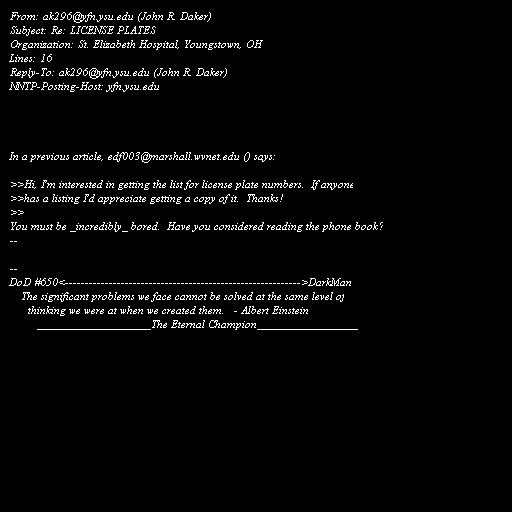 From: ak296@yfn.ysu.edu (John R. Daker)
Subject: Re: LICENSE PLATES
Organization: St. Elizabeth Hospital, Youngstown, OH
Lines: 16
Reply-To: ak296@yfn.ysu.edu (John R. Daker)
NNTP-Posting-Host: yfn.ysu.edu
In a previous article, edf003@marshall.wvnet.edu () says:
>>Hi, I'm interested in getting the list for license plate numbers.  If anyone
>>has a listing I'd appreciate getting a copy of it.  Thanks!
>>
You must be _incredibly_ bored.  Have you considered reading the phone book?
--
--
DoD #650<----------------------------------------------------------->DarkMan
The significant problems we face cannot be solved at the same level of
thinking we were at when we created them.   - Albert Einstein
___________________The Eternal Champion_________________